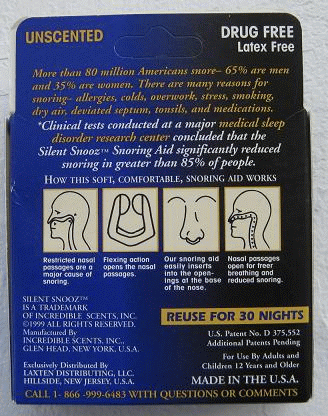 UNSCENTED
DRUG FREE
Latex Free
More than 80 million Americans snore– 65% are men
and 35% are women. There are many reasons for
snoring– allergies, colds, overwork, stress, smoking,
dry air, deviated septum, tonsils, and medications.
*Clinical tests conducted at a major medical sleep
disorder research center concluded that the
Silent Snooz™ Snoring Aid significantly reduced
snoring in greater than 85% of people.
HOW THIS SOFT, COMFORTABLE, SNORING AID WORKS
Restricted nasal
passages are a
major cause of
snoring.
Flexing action
opens the nasal
passages.
Our snoring aid
easily inserts
into the open-
ings at the base
of the nose.
Nasal passages
open for freer
breathing and
reduced snoring.
SILENT SNOOZ™
IS A TRADEMARK
OF INCREDIBLE SCENTS, INC.
©1999 ALL RIGHTS RESERVED.
Manufactured By
INCREDIBLE SCENTS, INC.,
GLEN HEAD, NEW YORK, U.S.A.
Exclusively Distributed By
LAXTEN DISTRIBUTING, LLC.
HILLSIDE, NEW JERSEY, U.S.A.
REUSE FOR 30 NIGHTS
U.S. Patent No. D 375,552
Additional Patents Pending
For Use By Adults and
Children 12 Years and Older
MADE IN THE U.S.A.
CALL 1- 866 -999-6483 WITH QUESTIONS OR COMMENTS